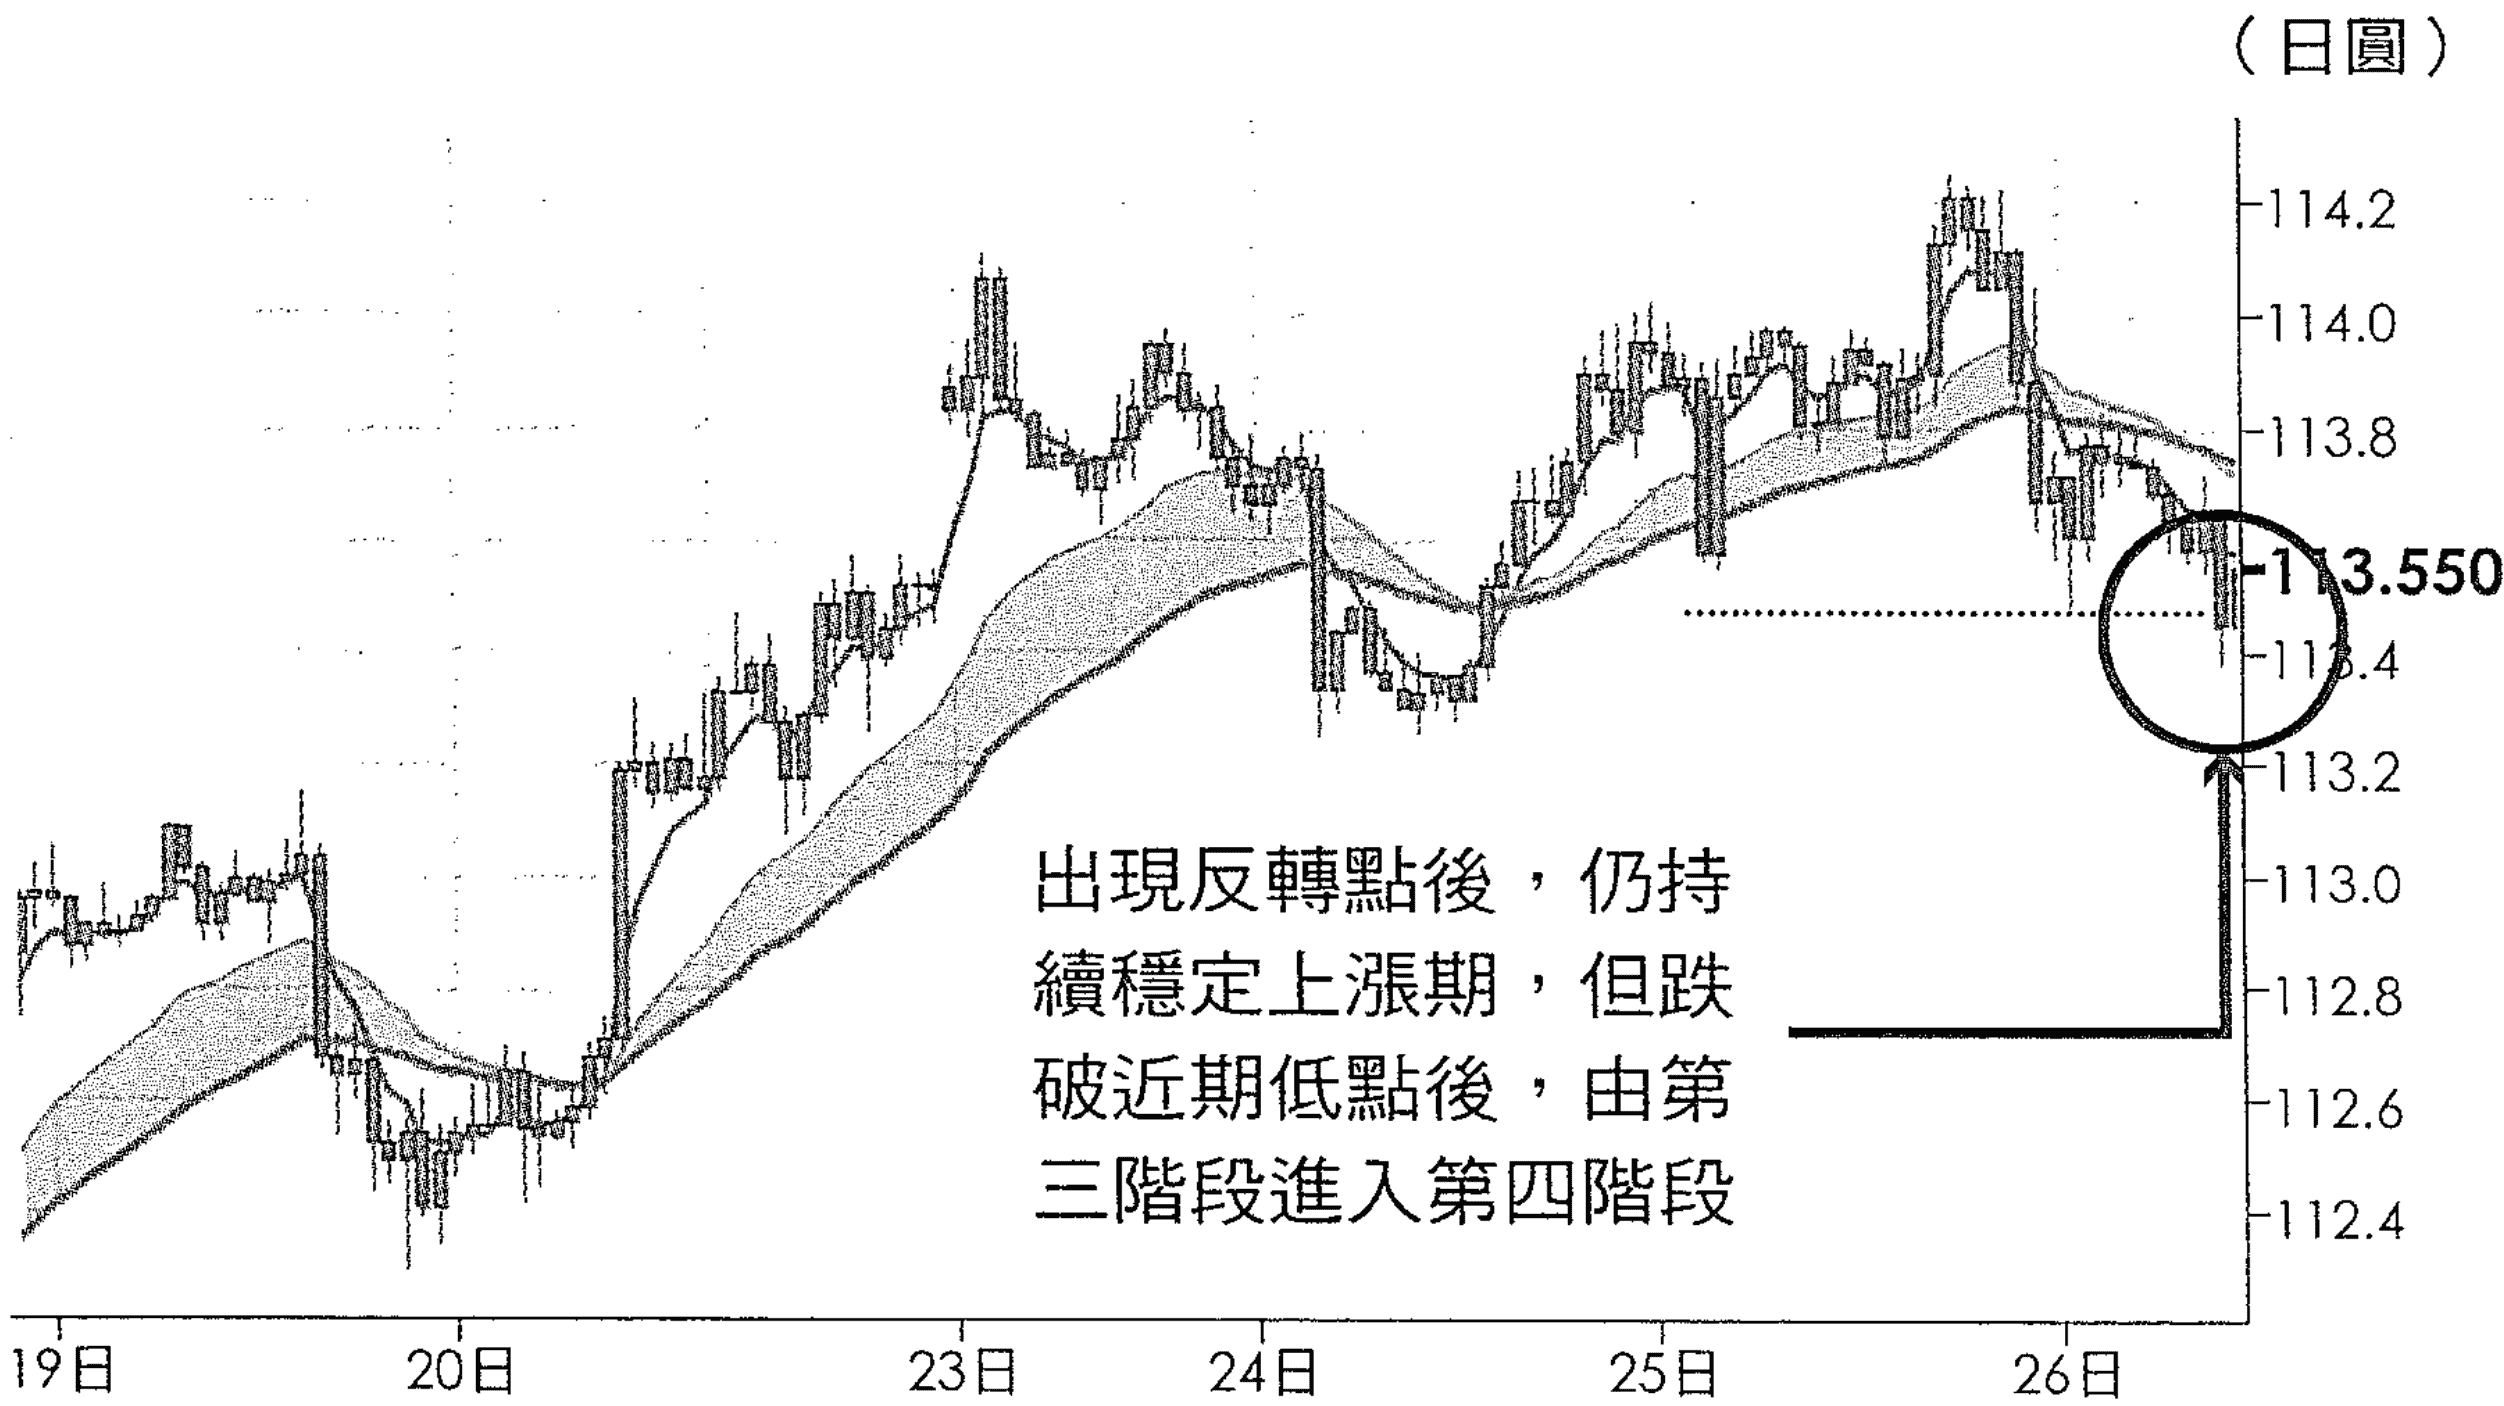 （日圓）
114.2
114.0
113.8
113.550
113.4
113.2
113.0
112.8
112.6
112.4
出現反轉點後，仍持
續穩定上漲期，但跌
破近期低點後，由第
三階段進入第四階段
19日 20日 23日 24日 25日 26日